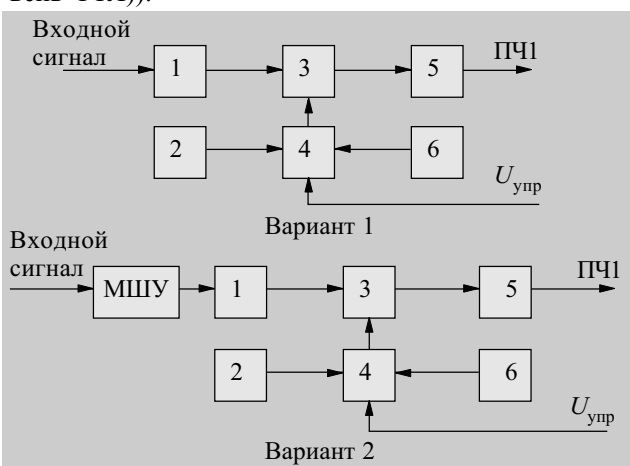 Входной
сигнал
1
3
5
ПЧ1
2
4
6
Uупр
Вариант 1
Входной
сигнал
МШУ
1
3
5
ПЧ1
2
4
6
Uупр
Вариант 2